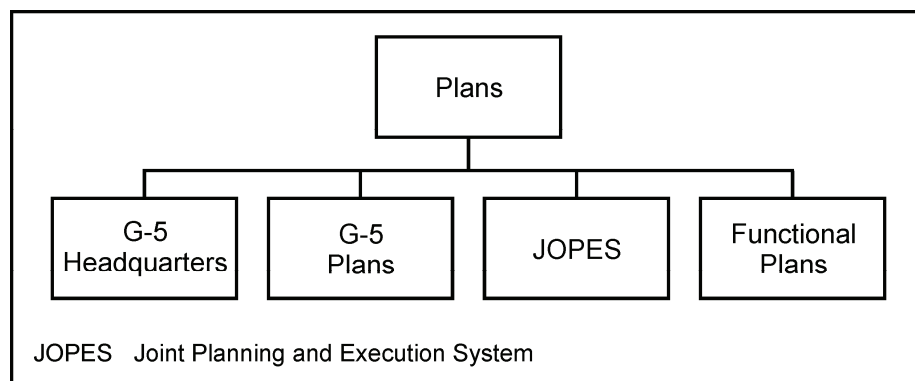 Plans
G-5
Headquarters
G-5
Plans
JOPES
Functional
Plans
JOPES Joint Planning and Execution System